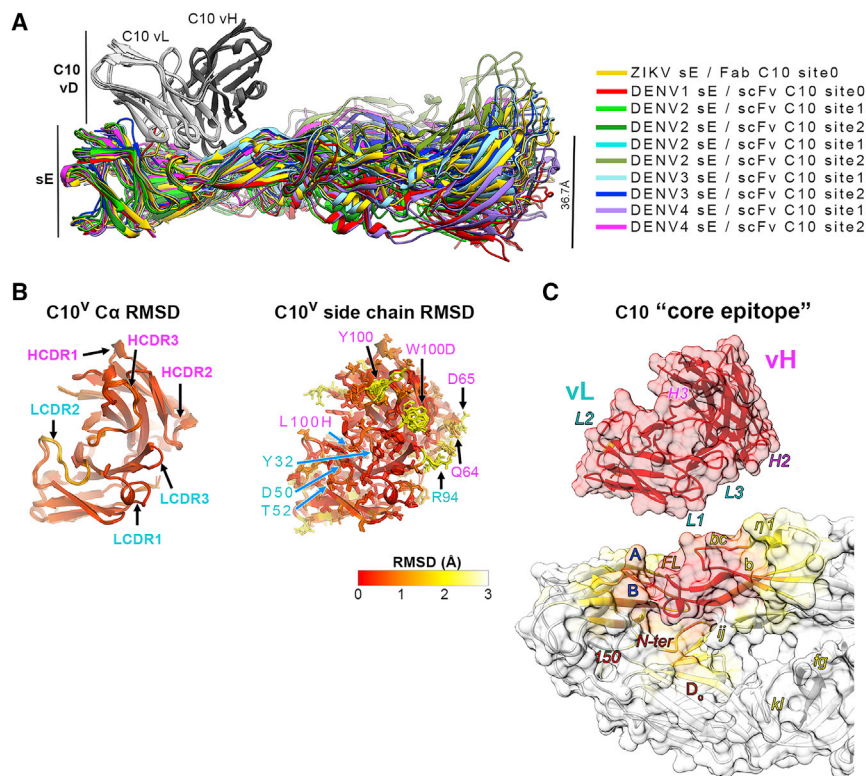 A
C10 vL
C10 vH
C10
vD
sE
36.7Å
ZIKV sE / Fab C10 site0
DENV1 sE / scFv C10 site0
DENV2 sE / scFv C10 site1
DENV2 sE / scFv C10 site2
DENV2 sE / scFv C10 site1
DENV2 sE / scFv C10 site2
DENV3 sE / scFv C10 site1
DENV3 sE / scFv C10 site2
DENV4 sE / scFv C10 site1
DENV4 sE / scFv C10 site2
B
C10ⱽ Cα RMSD
HCDR1
HCDR3
HCDR2
LCDR2
LCDR3
LCDR1
C10ⱽ side chain RMSD
Y100
W100D
D65
L100H
Y32
D50
T52
Q64
R94
RMSD (Å)
0 1 2 3
C
C10 “core epitope”
vL
vH
H3
L2
H2
L3
L1
η1
bc
A
FL
b
B
N-ter
ij
150
fg
D₀
kl